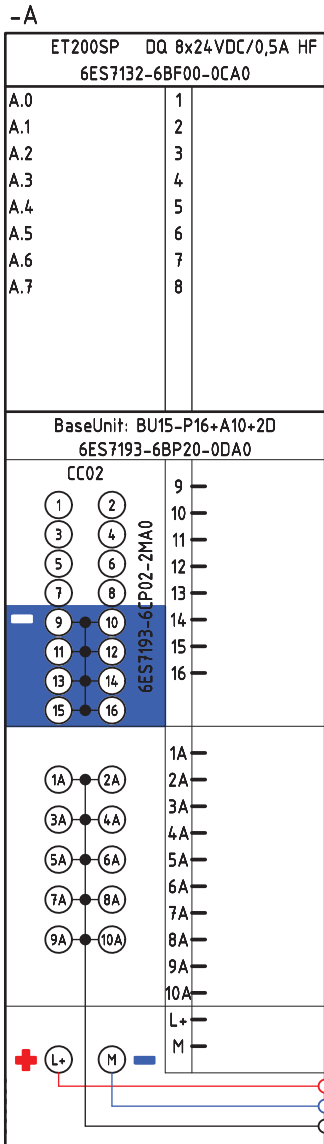 -A
ET200SP DQ 8x24VDC/0,5A HF
6ES7132-6BF00-0CA0
A.0 1
A.1 2
A.2 3
A.3 4
A.4 5
A.5 6
A.6 7
A.7 8
BaseUnit: BU15-P16+A10+2D
6ES7193-6BP20-0DA0
CC02
1 2
3 4
5 6
7 8
9 10
11 12
13 14
15 16
6ES7193-6CP02-2MA0
9
10
11
12
13
14
15
16
1A 2A
3A 4A
5A 6A
7A 8A
9A 10A
1A
2A
3A
4A
5A
6A
7A
8A
9A
10A
L+
M
L+ M